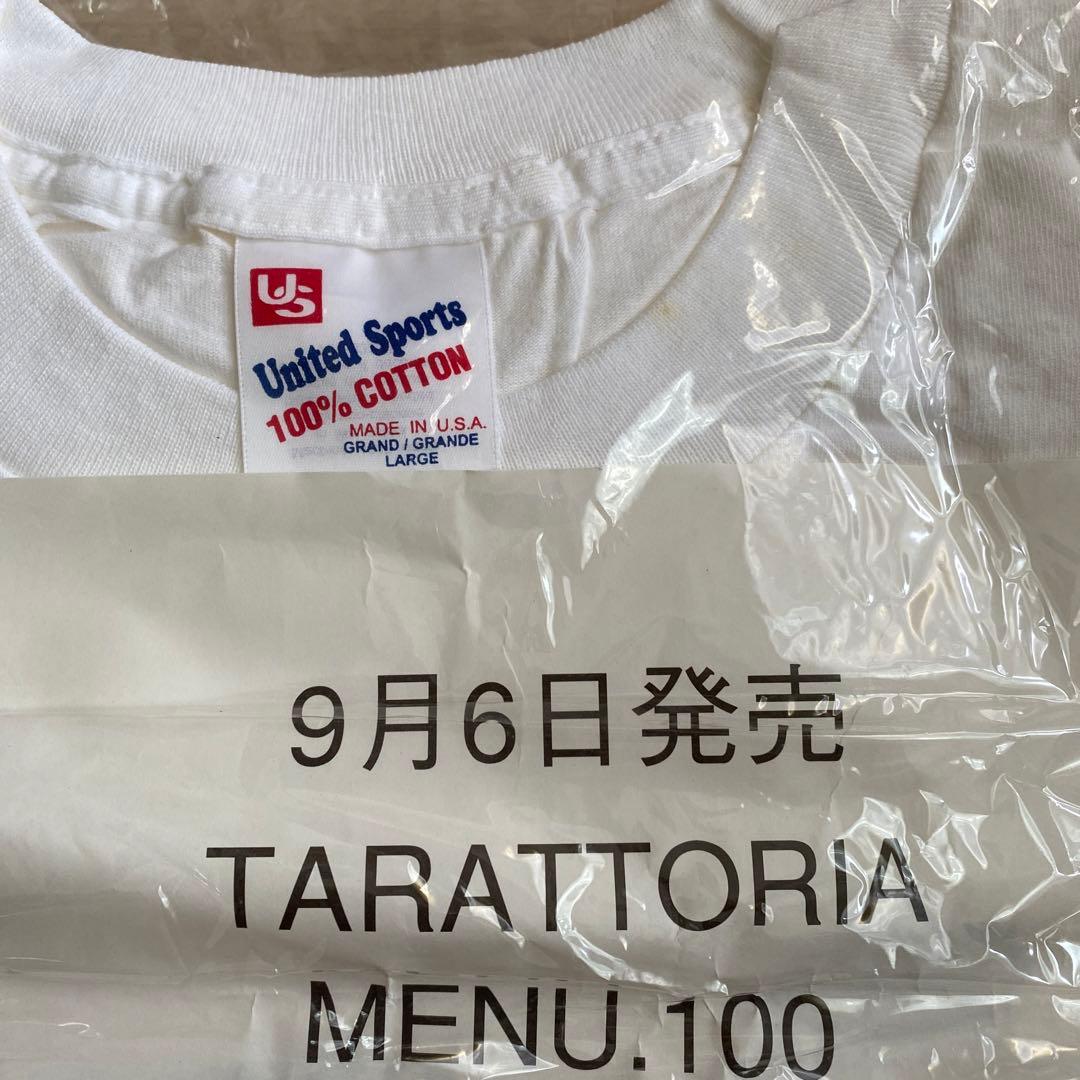 US
United Sports
100% COTTON
MADE IN U.S.A.
GRAND / GRANDE
LARGE
9月6日発売
TARATTORIA
MENU.100